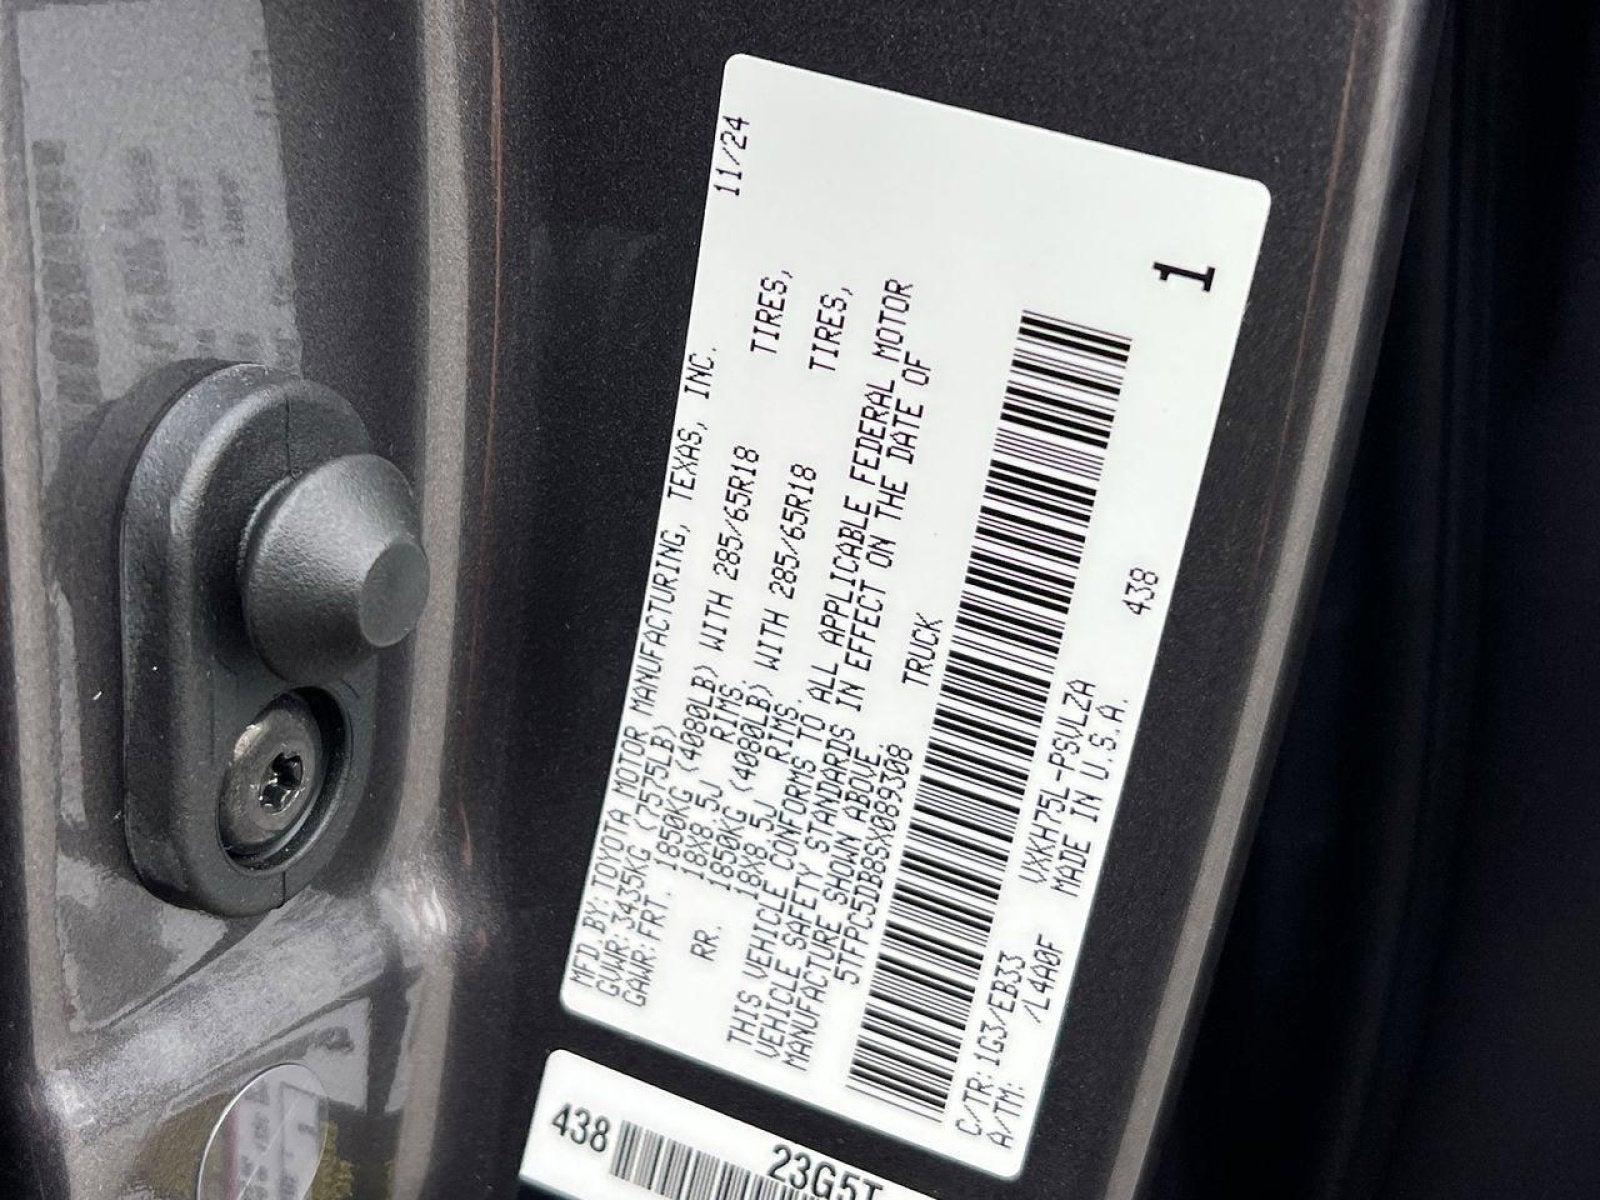 MFD BY:TOYOTA MOTOR MANUFACTURING, TEXAS, INC. 11/24
GVWR:3435KG (7575LB)
GAWR:FRT. 1850KG (4080LB) WITH 285/65R18 TIRES,
18X8.5J RIMS.
RR. 1850KG (4080LB) WITH 285/65R18 TIRES,
18X8.5J RIMS.
THIS VEHICLE CONFORMS TO ALL APPLICABLE FEDERAL MOTOR
VEHICLE SAFETY STANDARDS IN EFFECT ON THE DATE OF
MANUFACTURE SHOWN ABOVE.
5TFPC5DB8SX089308 TRUCK
C/TR:1G3/EB33 VXKH75L-PSVLZA 438 1
A/TM: /L4A0F MADE IN U.S.A.
438 23G5T